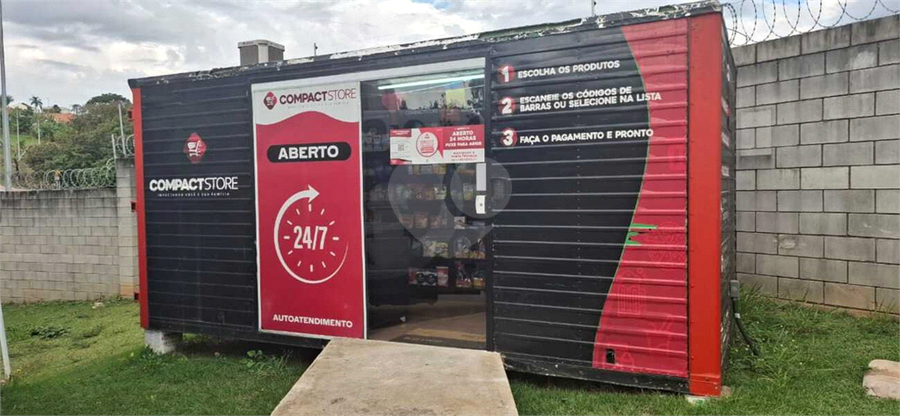 COMPACTSTORE
COMPACTSTORE
ABERTO
24/7
AUTOATENDIMENTO
ABERTO
24 HORAS
1 ESCOLHA OS PRODUTOS
2 ESCANEIE OS CÓDIGOS DE
BARRAS OU SELECIONE NA LISTA
3 FAÇA O PAGAMENTO E PRONTO